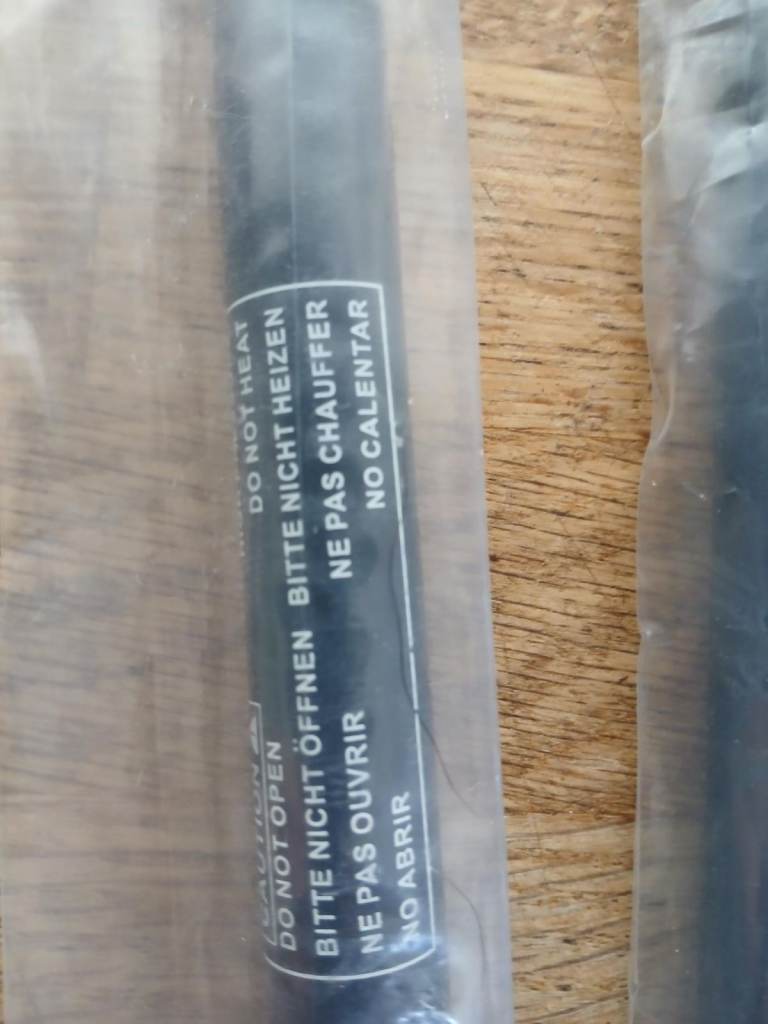 CAUTION
DO NOT OPEN DO NOT HEAT
BITTE NICHT ÖFFNEN BITTE NICHT HEIZEN
NE PAS OUVRIR NE PAS CHAUFFER
NO ABRIR NO CALENTAR